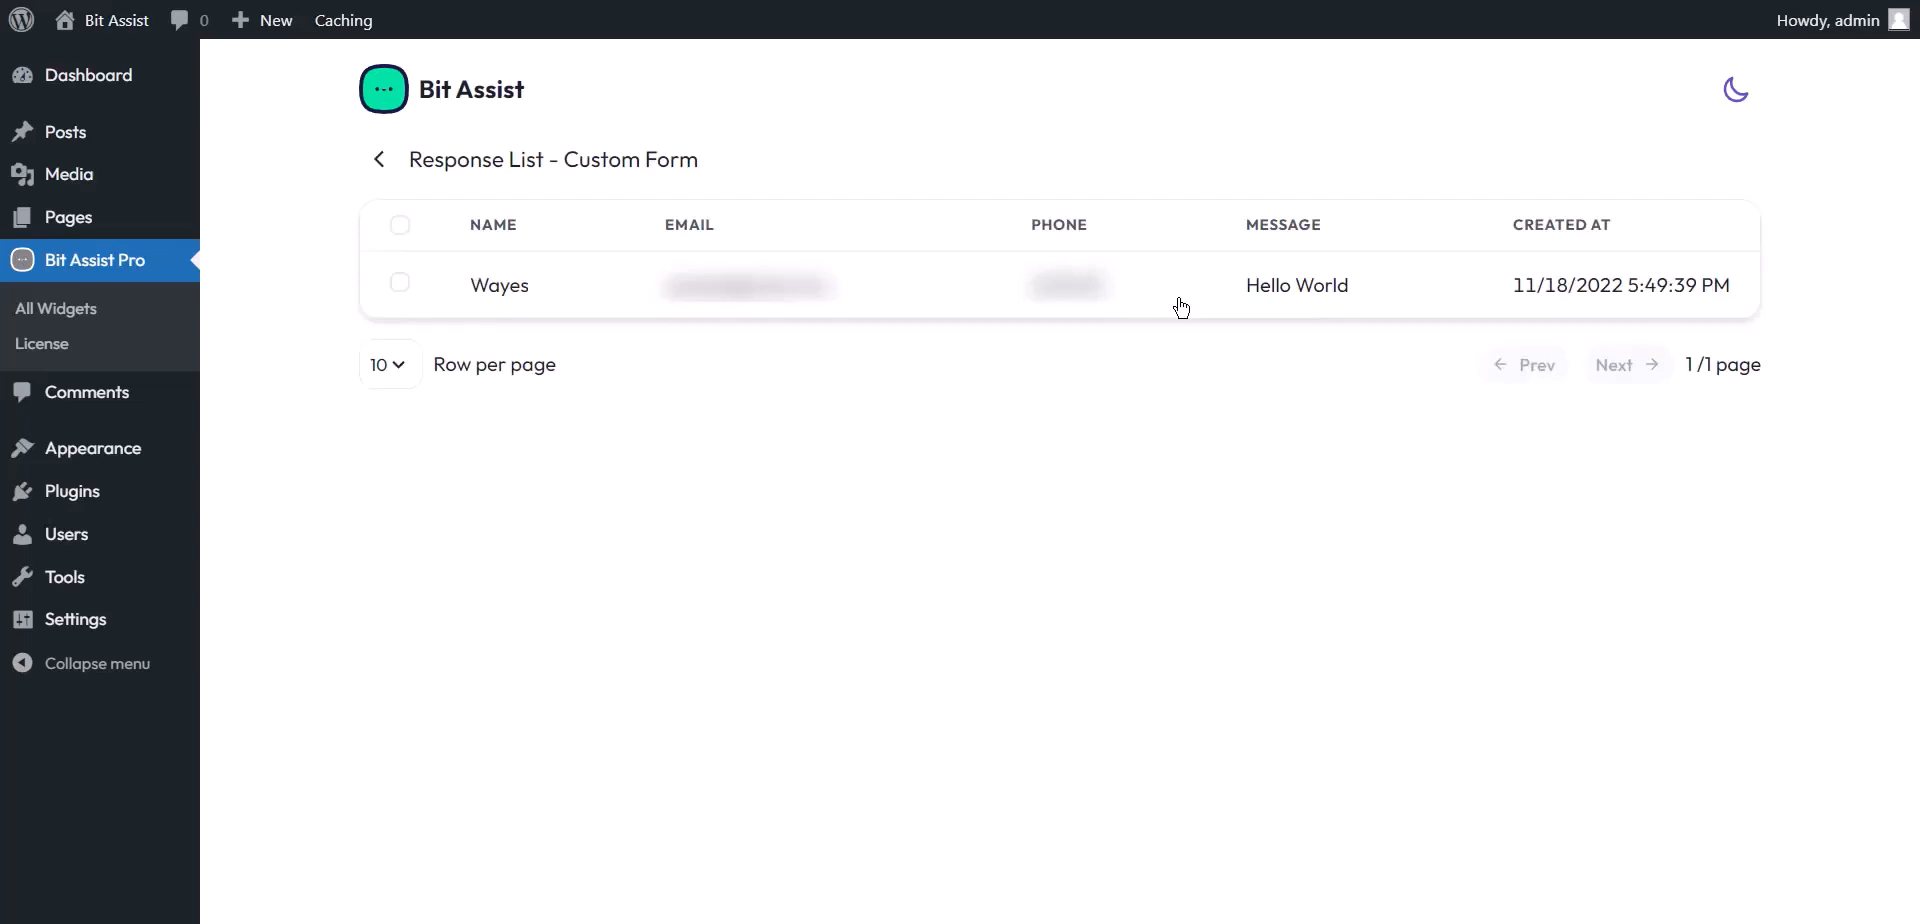 Bit Assist 0 New Caching Howdy, admin
Dashboard
Posts
Media
Pages
Bit Assist Pro
All Widgets
License
Comments
Appearance
Plugins
Users
Tools
Settings
Collapse menu
Bit Assist
Response List - Custom Form
NAME EMAIL PHONE MESSAGE CREATED AT
Wayes Hello World 11/18/2022 5:49:39 PM
10 Row per page Prev Next 1 /1 page